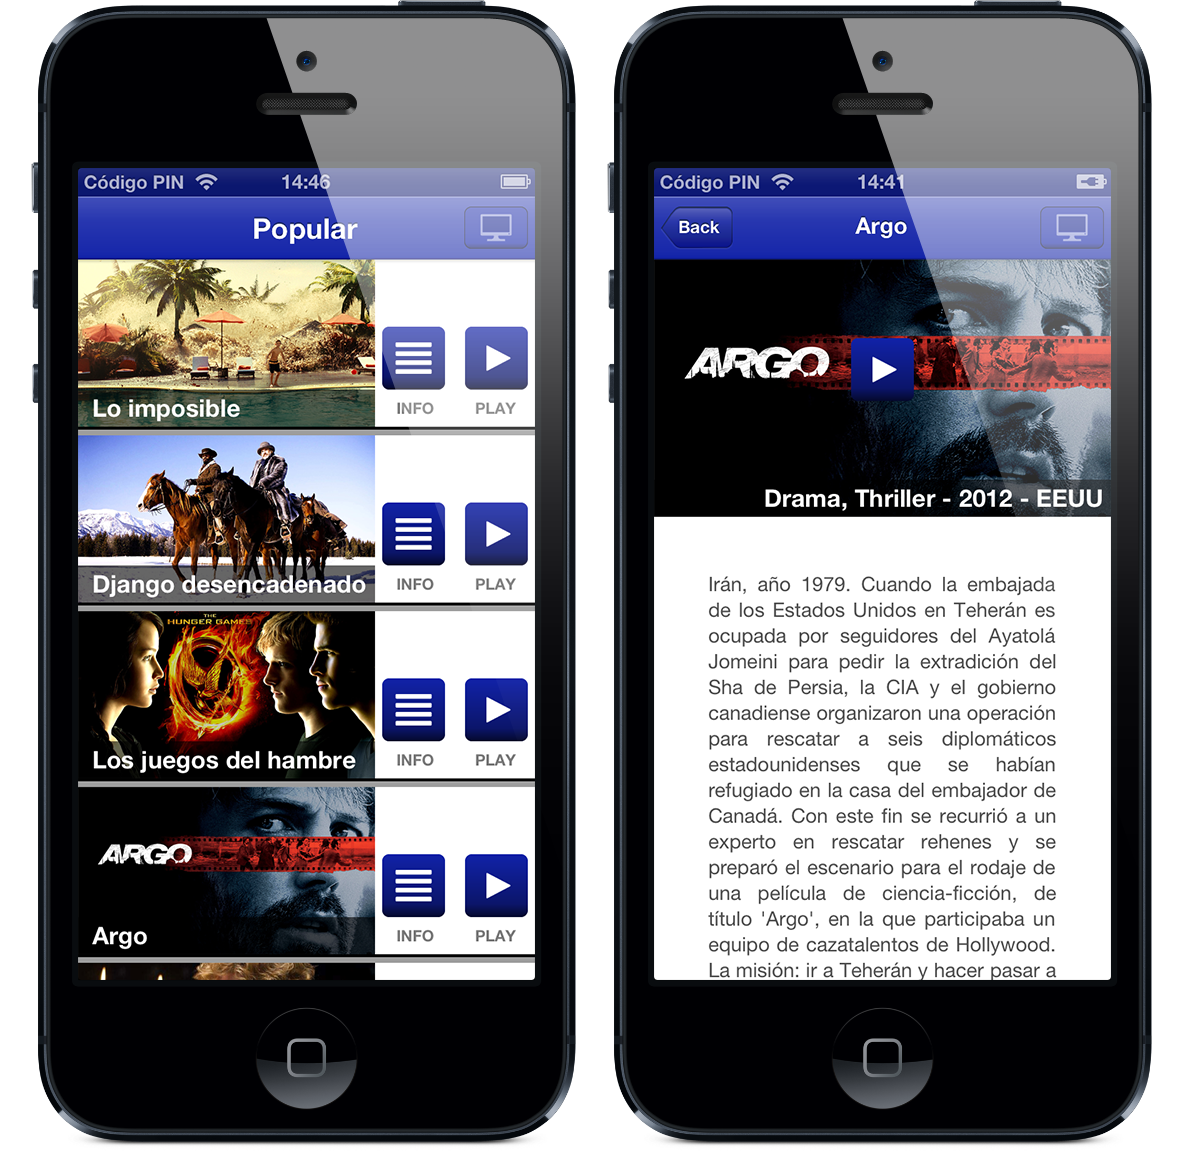 Código PIN 14:46
Popular
Lo imposible
INFO PLAY
Django desencadenado
INFO PLAY
THE
HUNGER GAMES
Los juegos del hambre
INFO PLAY
ARGO
Argo
INFO PLAY
Código PIN 14:41
Back Argo
ARGO
Drama, Thriller - 2012 - EEUU
Irán, año 1979. Cuando la embajada
de los Estados Unidos en Teherán es
ocupada por seguidores del Ayatolá
Jomeini para pedir la extradición del
Sha de Persia, la CIA y el gobierno
canadiense organizaron una operación
para rescatar a seis diplomáticos
estadounidenses que se habían
refugiado en la casa del embajador de
Canadá. Con este fin se recurrió a un
experto en rescatar rehenes y se
preparó el escenario para el rodaje de
una película de ciencia-ficción, de
título 'Argo', en la que participaba un
equipo de cazatalentos de Hollywood.
La misión: ir a Teherán y hacer pasar a